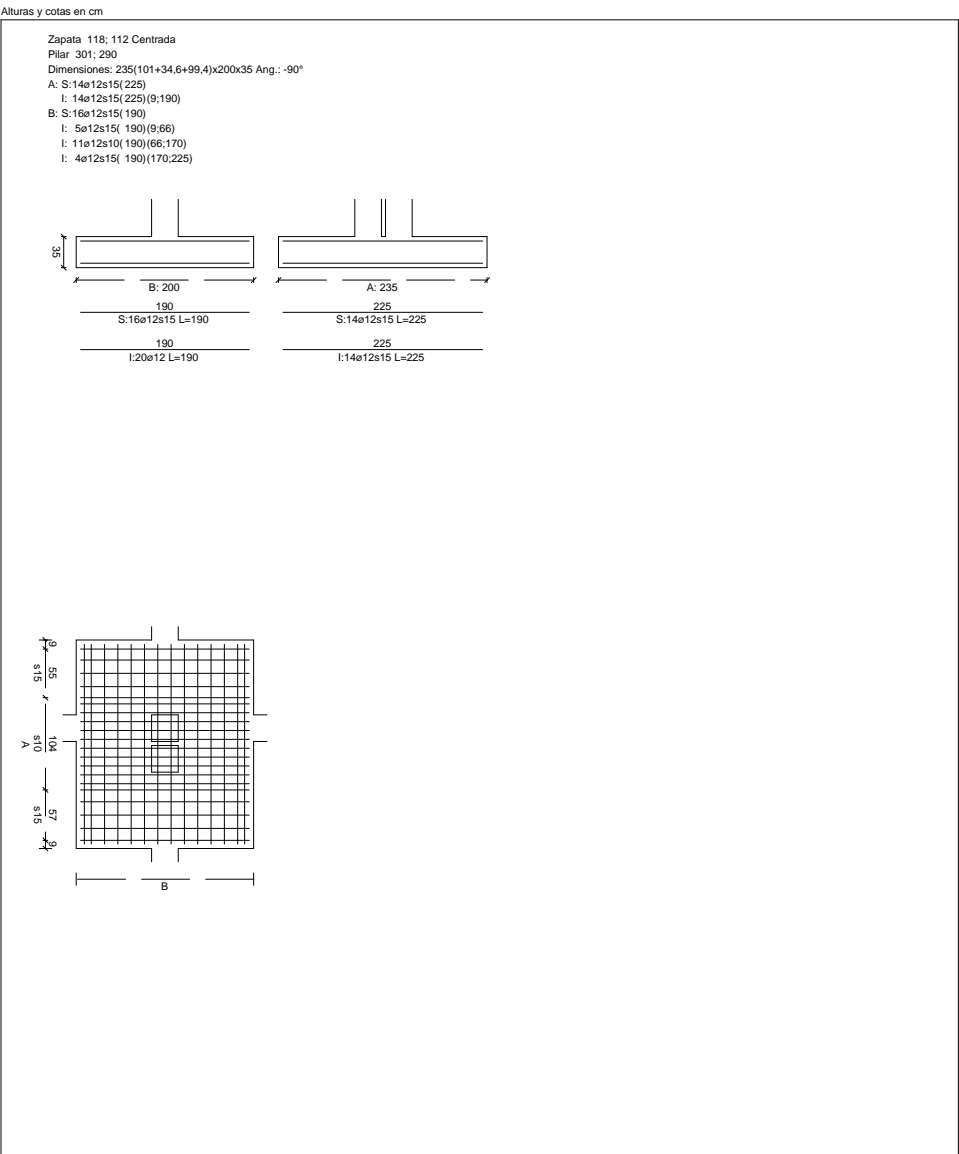 Alturas y cotas en cm
Zapata 118; 112 Centrada
Pilar 301; 290
Dimensiones: 235(101+34,6+99,4)x200x35 Ang.: -90°
A: S:14ø12s15(225)
I: 14ø12s15(225)(9;190)
B: S:16ø12s15(190)
I: 5ø12s15( 190)(9;66)
I: 11ø12s10(190)(66;170)
I: 4ø12s15( 190)(170;225)
35
B: 200
A: 235
190
S:16ø12s15 L=190
225
S:14ø12s15 L=225
190
I:20ø12 L=190
225
I:14ø12s15 L=225
9
55
s15
104
s10
A
57
s15
9
B